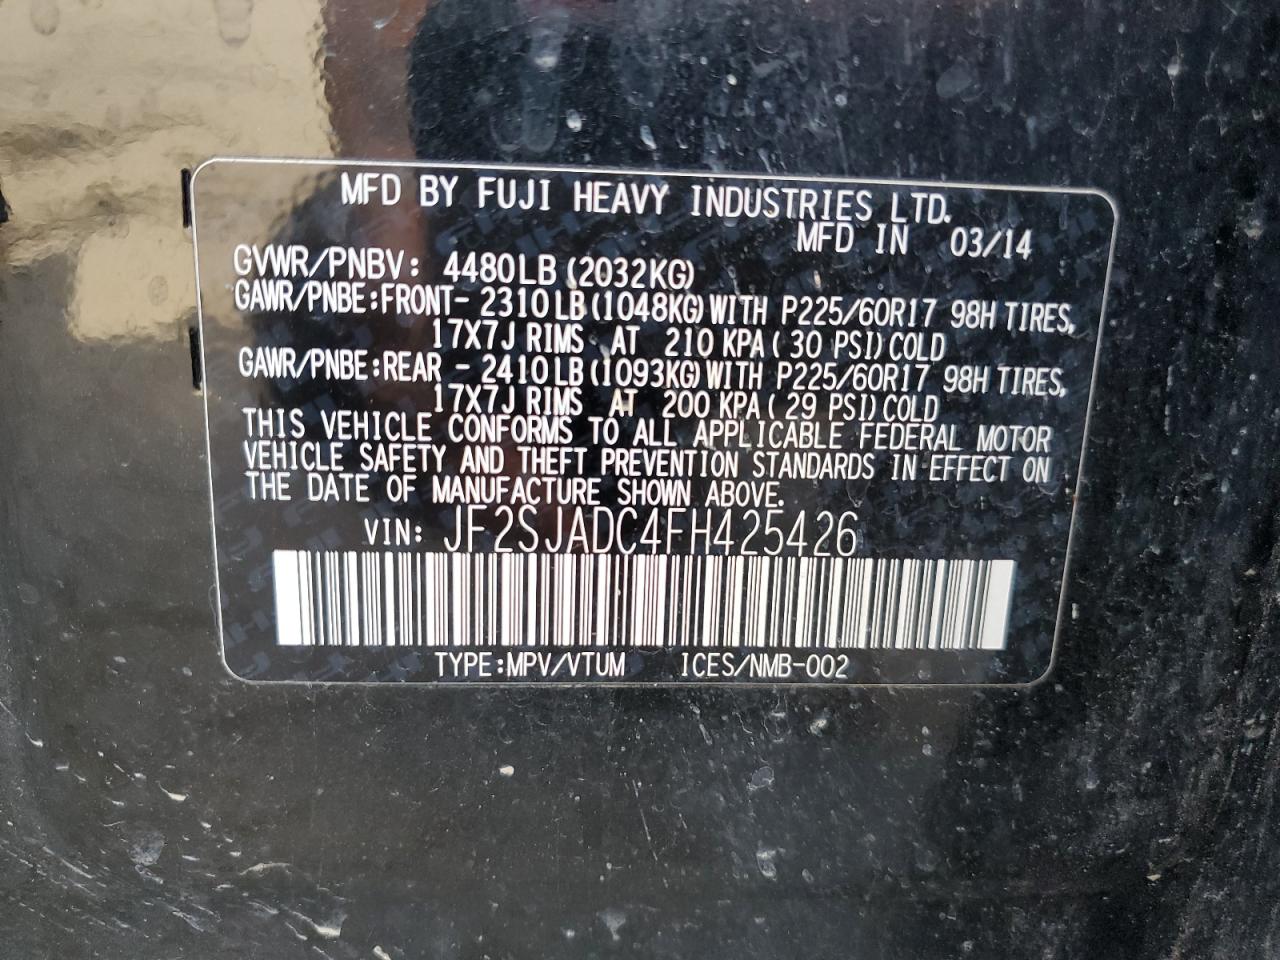 MFD BY FUJI HEAVY INDUSTRIES LTD.
MFD IN 03/14
GVWR/PNBV: 4480LB (2032KG)
GAWR/PNBE:FRONT- 2310LB(1048KG)WITH P225/60R17 98H TIRES,
17X7J RIMS AT 210 KPA( 30 PSI)COLD
GAWR/PNBE:REAR - 2410LB(1093KG)WITH P225/60R17 98H TIRES,
17X7J RIMS AT 200 KPA( 29 PSI)COLD
THIS VEHICLE CONFORMS TO ALL APPLICABLE FEDERAL MOTOR
VEHICLE SAFETY AND THEFT PREVENTION STANDARDS IN EFFECT ON
THE DATE OF MANUFACTURE SHOWN ABOVE.
VIN: JF2SJADC4FH425426
TYPE:MPV/VTUM ICES/NMB-002